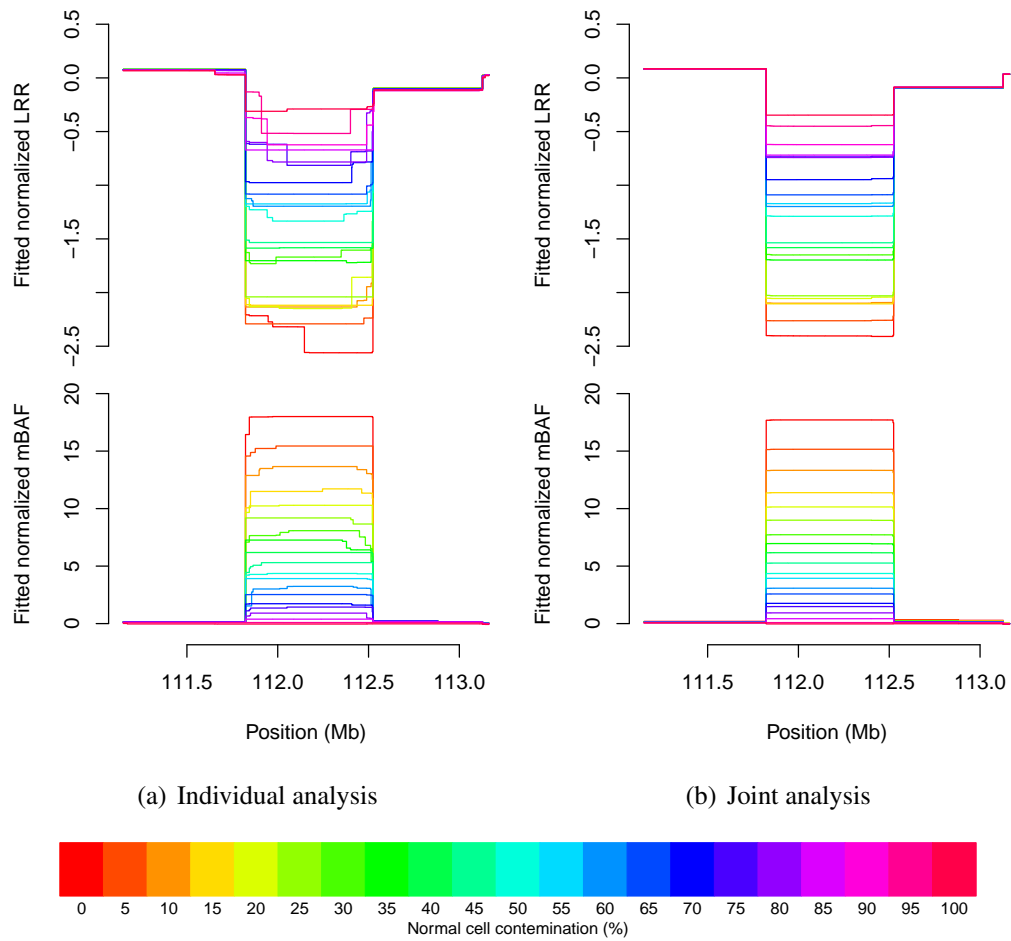 0.5 0.0 −0.5 −1.5 −2.5
Fitted normalized LRR
0.5 0.0 −0.5 −1.5 −2.5
Fitted normalized LRR
20 15 10 5 0
Fitted normalized mBAF
20 15 10 5 0
Fitted normalized mBAF
111.5 112.0 112.5 113.0
111.5 112.0 112.5 113.0
Position (Mb)
Position (Mb)
(a) Individual analysis
(b) Joint analysis
0 5 10 15 20 25 30 35 40 45 50 55 60 65 70 75 80 85 90 95 100
Normal cell contemination (%)